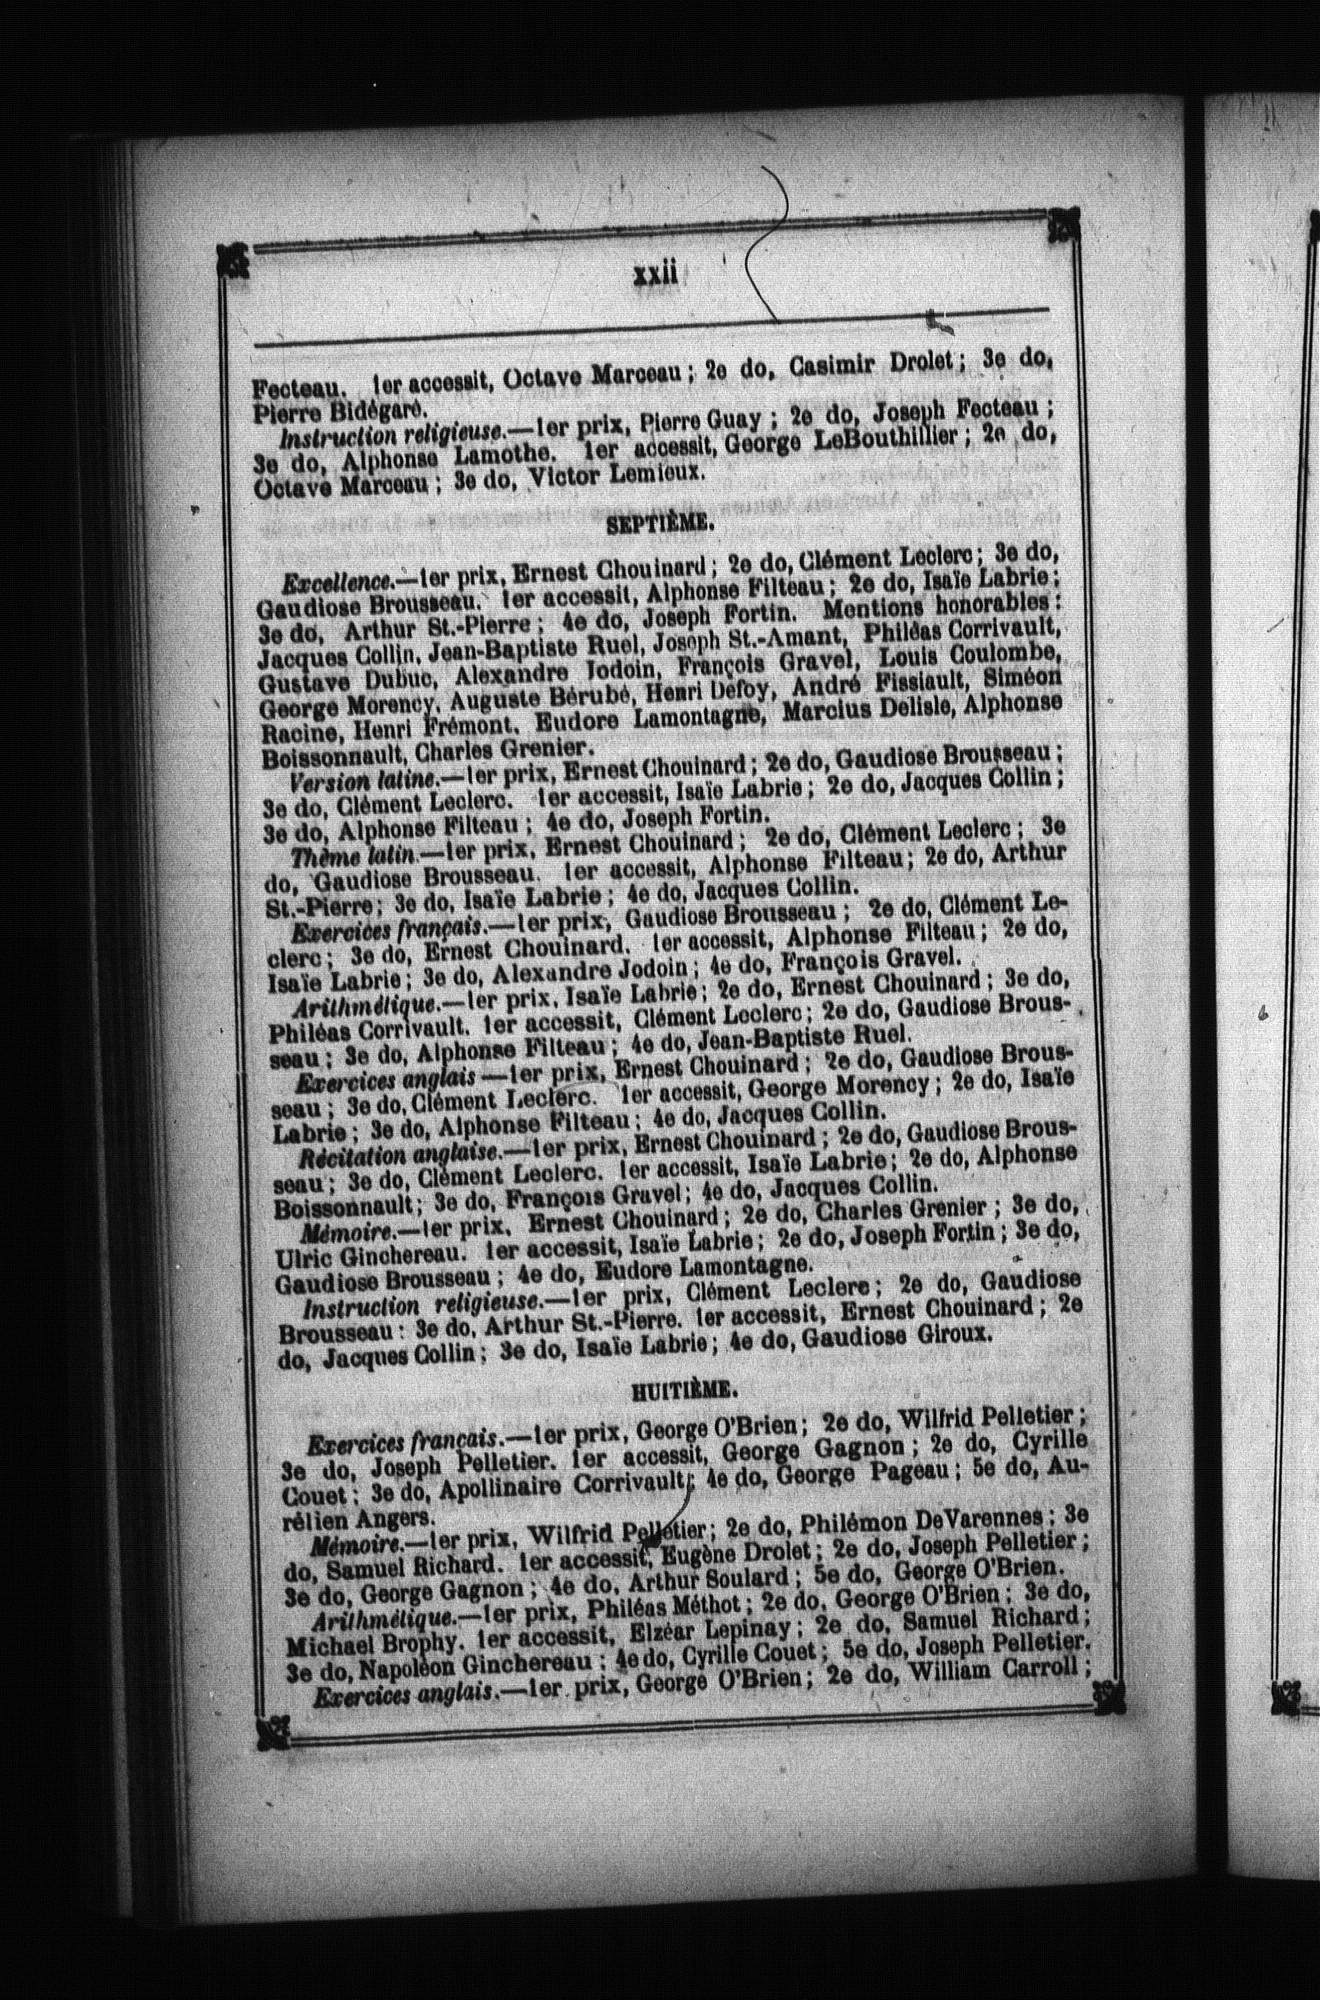 xxii
Fecteau. 1er accessit, Octave Marceau; 2e do, Casimir Drolet; 3e do,
Pierre Bidégaré.
Instruction religieuse.—1er prix, Pierre Guay; 2e do, Joseph Fecteau;
3e do, Alphonse Lamothe. 1er accessit, George LeBouthillier; 2e do,
Octave Marceau; 3e do, Victor Lemieux.
SEPTIÈME.
Excellence.—1er prix, Ernest Chouinard; 2e do, Clément Leclerc; 3e do,
Gaudiose Brousseau. 1er accessit, Alphonse Filteau; 2e do, Isaïe Labrie;
3e do, Arthur St.-Pierre; 4e do, Joseph Fortin. Mentions honorables:
Jacques Collin, Jean-Baptiste Ruel, Joseph St.-Amant, Philéas Corrivault,
Gustave Dubuc, Alexandre Jodoin, François Gravel, Louis Coulombe,
George Morency, Auguste Bérubé, Henri Defoy, André Fissiault, Siméon
Racine, Henri Frémont, Eudore Lamontagne, Marcius Delisle, Alphonse
Boissonnault, Charles Grenier.
Version latine.—1er prix, Ernest Chouinard; 2e do, Gaudiose Brousseau;
3e do, Clément Leclerc. 1er accessit, Isaïe Labrie; 2e do, Jacques Collin;
3e do, Alphonse Filteau; 4e do, Joseph Fortin.
Thème latin.—1er prix, Ernest Chouinard; 2e do, Clément Leclerc; 3e
do, Gaudiose Brousseau. 1er accessit, Alphonse Filteau; 2e do, Arthur
St.-Pierre; 3e do, Isaïe Labrie; 4e do, Jacques Collin.
Exercices français.—1er prix, Gaudiose Brousseau; 2e do, Clément Le-
clerc; 3e do, Ernest Chouinard. 1er accessit, Alphonse Filteau; 2e do,
Isaïe Labrie; 3e do, Alexandre Jodoin; 4e do, François Gravel.
Arithmétique.—1er prix, Isaïe Labrie; 2e do, Ernest Chouinard; 3e do,
Philéas Corrivault. 1er accessit, Clément Leclerc; 2e do, Gaudiose Brous-
seau; 3e do, Alphonse Filteau; 4e do, Jean-Baptiste Ruel.
Exercices anglais—1er prix, Ernest Chouinard; 2e do, Gaudiose Brous-
seau; 3e do, Clément Leclerc. 1er accessit, George Morency; 2e do, Isaïe
Labrie; 3e do, Alphonse Filteau; 4e do, Jacques Collin.
Récitation anglaise.—1er prix, Ernest Chouinard; 2e do, Gaudiose Brous-
seau; 3e do, Clément Leclerc. 1er accessit, Isaïe Labrie; 2e do, Alphonse
Boissonnault; 3e do, François Gravel; 4e do, Jacques Collin.
Mémoire.—1er prix, Ernest Chouinard; 2e do, Charles Grenier; 3e do,
Ulric Ginchereau. 1er accessit, Isaïe Labrie; 2e do, Joseph Fortin; 3e do,
Gaudiose Brousseau; 4e do, Eudore Lamontagne.
Instruction religieuse.—1er prix, Clément Leclerc; 2e do, Gaudiose
Brousseau: 3e do, Arthur St.-Pierre. 1er accessit, Ernest Chouinard; 2e
do, Jacques Collin; 3e do, Isaïe Labrie; 4e do, Gaudiose Giroux.
HUITIÈME.
Exercices français.—1er prix, George O'Brien; 2e do, Wilfrid Pelletier;
3e do, Joseph Pelletier. 1er accessit, George Gagnon; 2e do, Cyrille
Couet; 3e do, Apollinaire Corrivault; 4e do, George Pageau; 5e do, Au-
rélien Angers.
Mémoire.—1er prix, Wilfrid Pelletier; 2e do, Philémon DeVarennes; 3e
do, Samuel Richard. 1er accessit, Eugène Drolet; 2e do, Joseph Pelletier;
3e do, George Gagnon; 4e do, Arthur Soulard; 5e do, George O'Brien.
Arithmétique.—1er prix, Philéas Méthot; 2e do, George O'Brien; 3e do,
Michael Brophy. 1er accessit, Elzéar Lepinay; 2e do, Samuel Richard;
3e do, Napoléon Ginchereau; 4e do, Cyrille Couet; 5e do, Joseph Pelletier.
Exercices anglais.—1er prix, George O'Brien; 2e do, William Carroll;